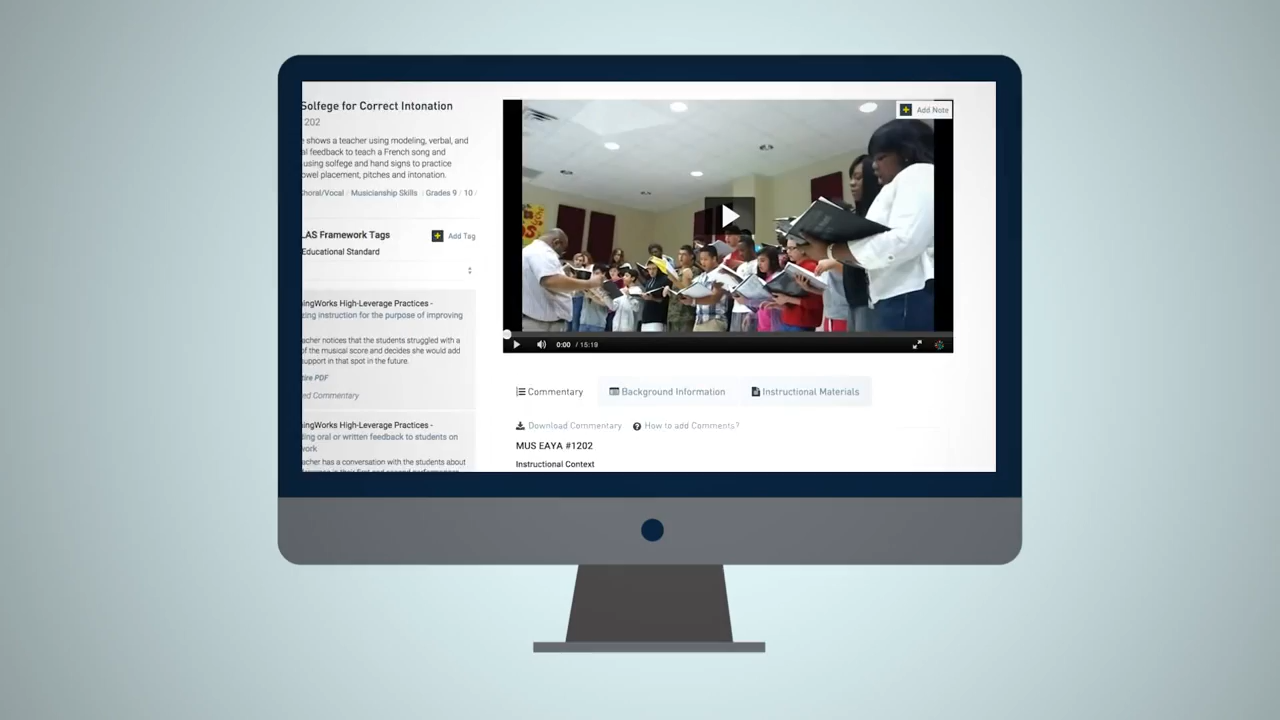 Solfege for Correct Intonation
202
e shows a teacher using modeling, verbal, and
al feedback to teach a French song and
using solfege and hand signs to practice
owel placement, pitches and intonation.
Choral/Vocal / Musicianship Skills / Grades 9 / 10 /
LAS Framework Tags
Add Tag
Educational Standard
hingWorks High-Leverage Practices -
zing instruction for the purpose of improving
acher notices that the students struggled with a
of the musical score and decides she would add
support in that spot in the future.
tire PDF
ed Commentary
hingWorks High-Leverage Practices -
ding oral or written feedback to students on
work
acher has a conversation with the students about
Add Note
0:00 / 15:19
Commentary
Background Information
Instructional Materials
Download Commentary
How to add Comments?
MUS EAYA #1202
Instructional Context